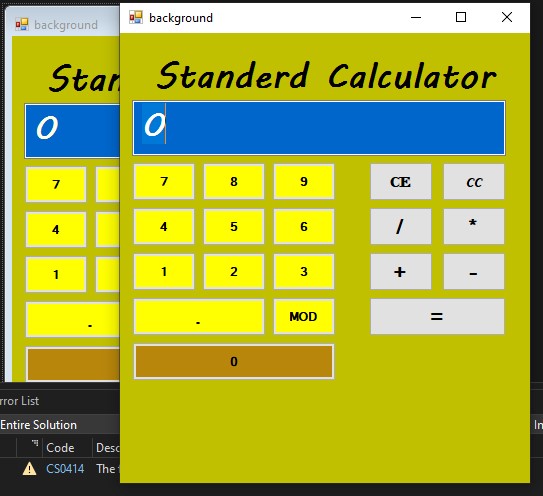 background
background
Stan
Standerd Calculator
0
0
7
7 8 9 CE CC
4
4 5 6 / *
1
1 2 3 + -
.
. MOD =
0
rror List
Entire Solution
In
Code Desc
CS0414 The